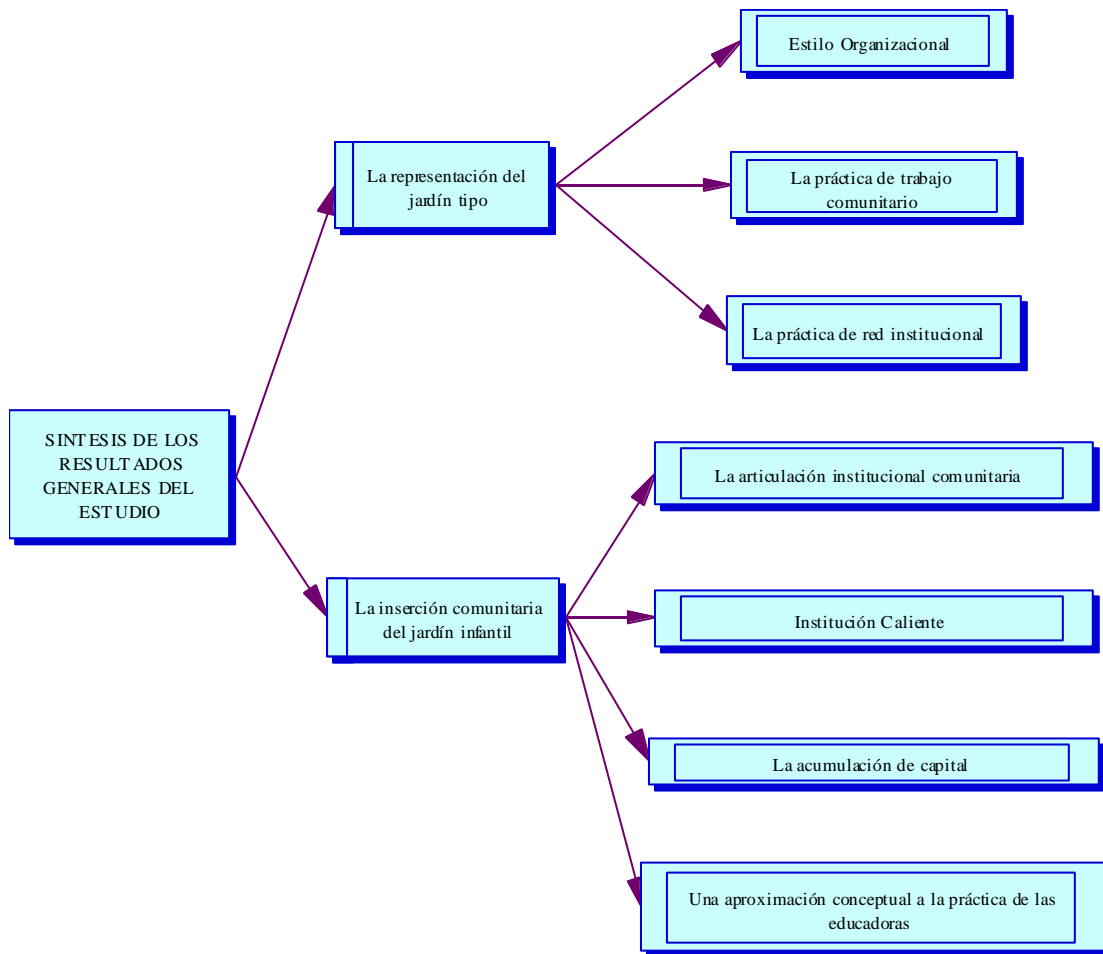 Estilo Organizacional
La representación del
jardín tipo
La práctica de trabajo
comunitario
La práctica de red institucional
SINTESIS DE LOS
RESULTADOS
GENERALES DEL
ESTUDIO
La articulación institucional comunitaria
La inserción comunitaria
del jardín infantil
Institución Caliente
La acumulación de capital
Una aproximación conceptual a la práctica de las
educadoras